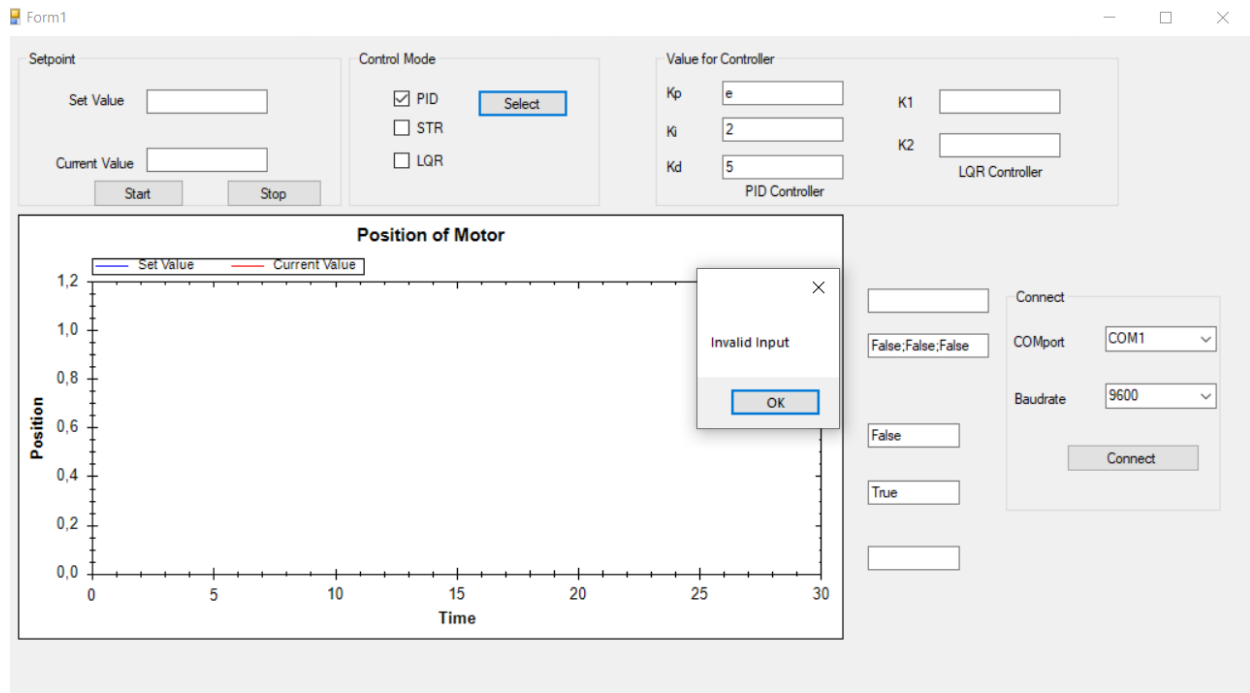 Form1
Setpoint
Set Value
Current Value
Start
Stop
Control Mode
PID
STR
LQR
Select
Value for Controller
Kp
e
Ki
2
Kd
5
PID Controller
K1
K2
LQR Controller
Position of Motor
Set Value
Current Value
1,2
1,0
0,8
0,6
0,4
0,2
0,0
Position
0
5
10
15
20
25
30
Time
Invalid Input
OK
False;False;False
False
True
Connect
COMport
COM1
Baudrate
9600
Connect